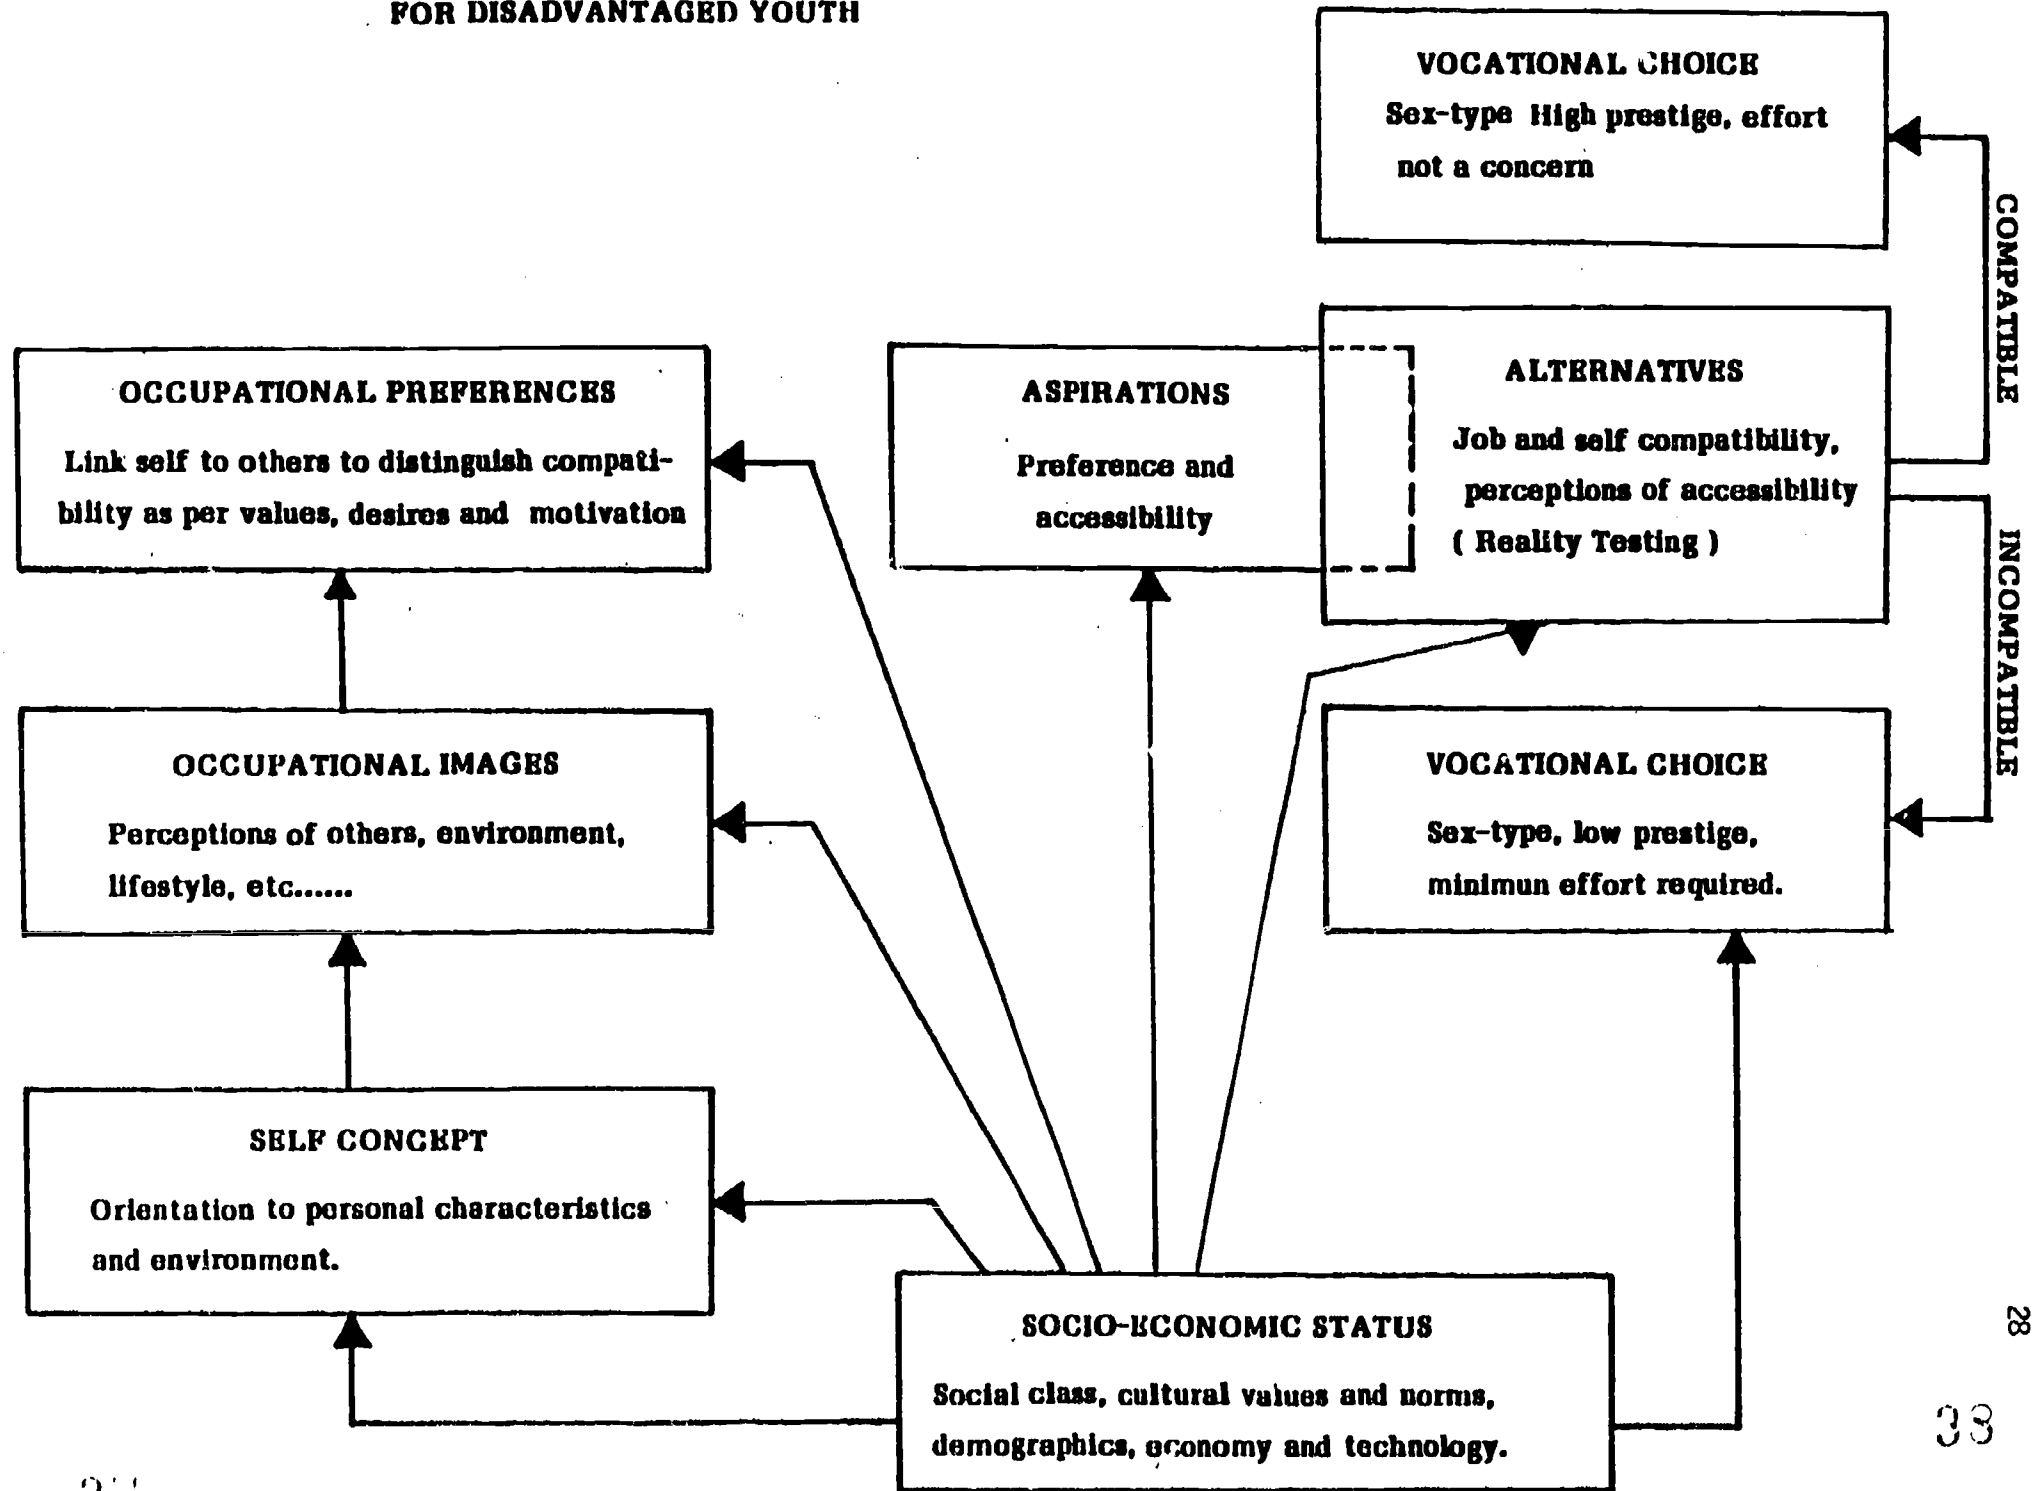 FOR DISADVANTAGED YOUTH
VOCATIONAL CHOICE
Sex-type High prestige, effort
not a concern
COMPATIBLE
OCCUPATIONAL PREFERENCES
Link self to others to distinguish compati-
bility as per values, desires and motivation
ASPIRATIONS
Preference and
accessibility
ALTERNATIVES
Job and self compatibility,
perceptions of accessibility
( Reality Testing )
INCOMPATIBLE
OCCUPATIONAL IMAGES
Perceptions of others, environment,
lifestyle, etc......
VOCATIONAL CHOICE
Sex-type, low prestige,
minimun effort required.
SELF CONCEPT
Orientation to personal characteristics
and environment.
SOCIO-ECONOMIC STATUS
Social class, cultural values and norms,
demographics, economy and technology.
28
38